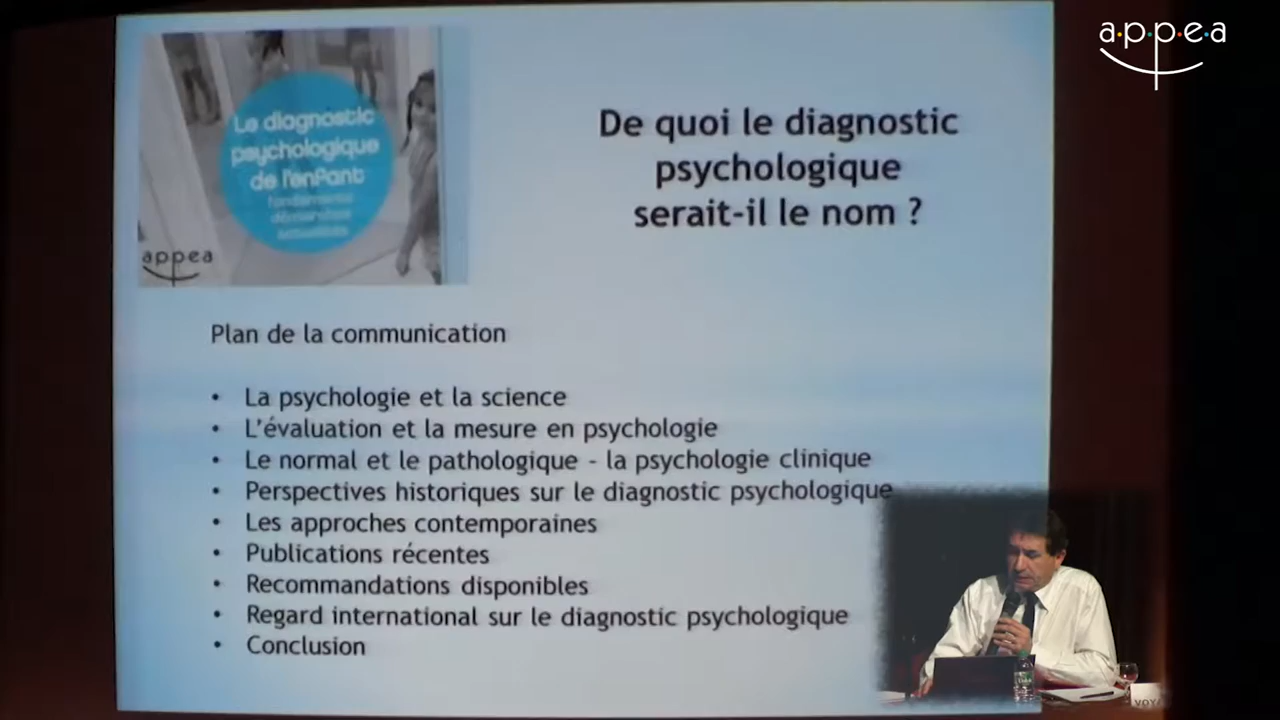 a·p·p·e·a
Le diagnostic
psychologique
de l'enfant
fondements
démarches
actualités
appea
De quoi le diagnostic
psychologique
serait-il le nom ?
Plan de la communication
• La psychologie et la science
• L'évaluation et la mesure en psychologie
• Le normal et le pathologique - la psychologie clinique
• Perspectives historiques sur le diagnostic psychologique
• Les approches contemporaines
• Publications récentes
• Recommandations disponibles
• Regard international sur le diagnostic psychologique
• Conclusion